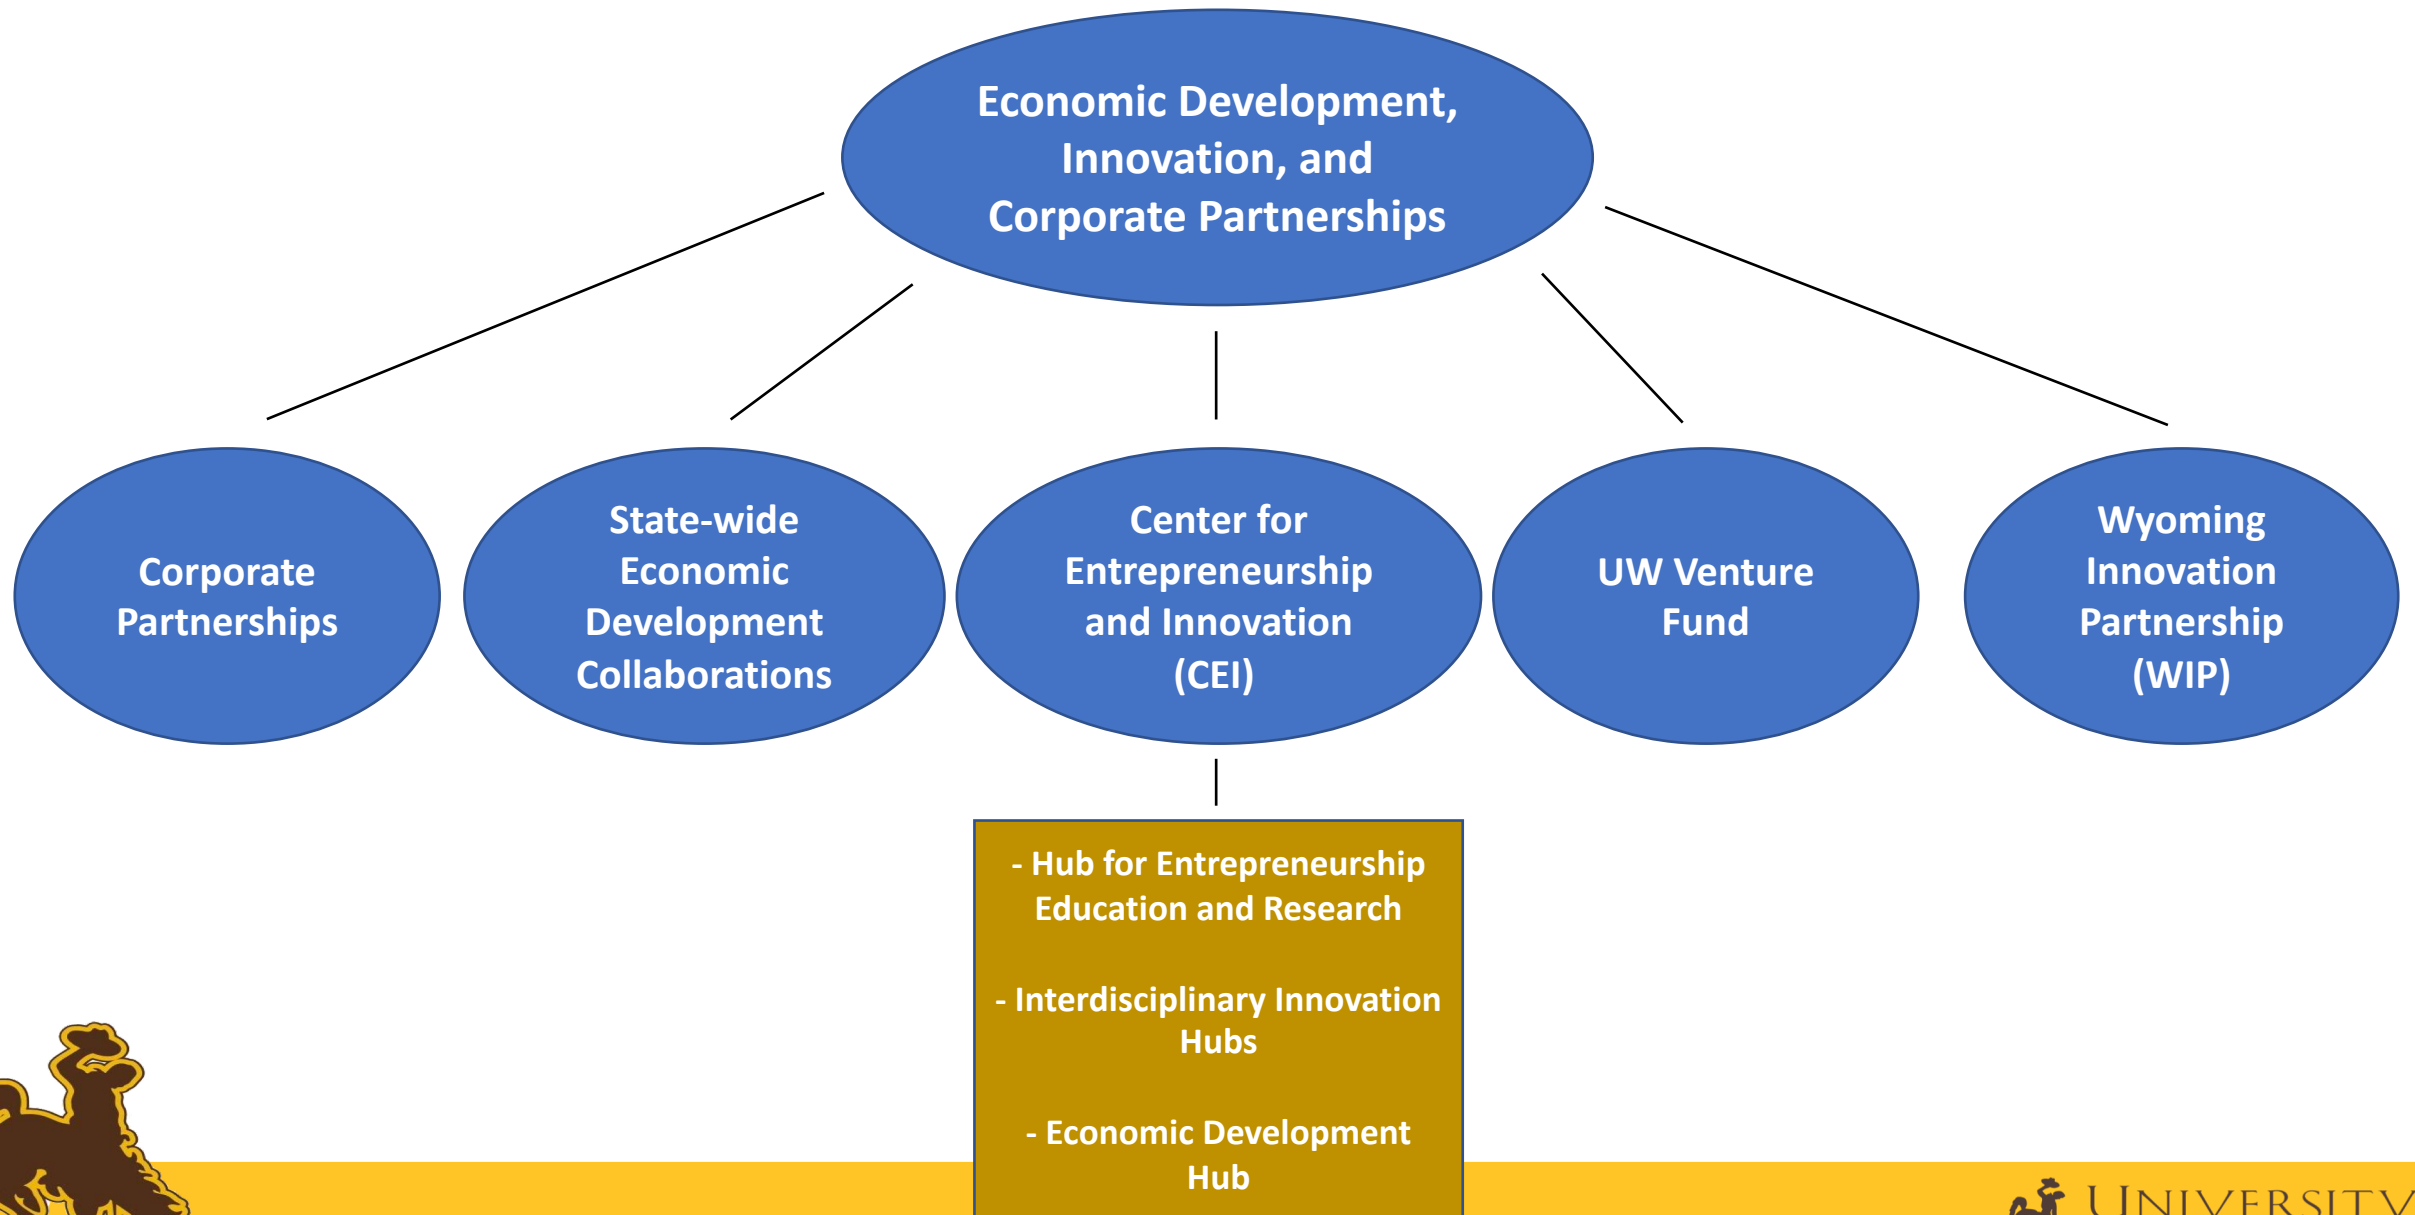 Economic Development,
Innovation, and
Corporate Partnerships
Corporate
Partnerships
State-wide
Economic
Development
Collaborations
Center for
Entrepreneurship
and Innovation
(CEI)
UW Venture
Fund
Wyoming
Innovation
Partnership
(WIP)
- Hub for Entrepreneurship
Education and Research
- Interdisciplinary Innovation
Hubs
- Economic Development
Hub
UNIVERSITY